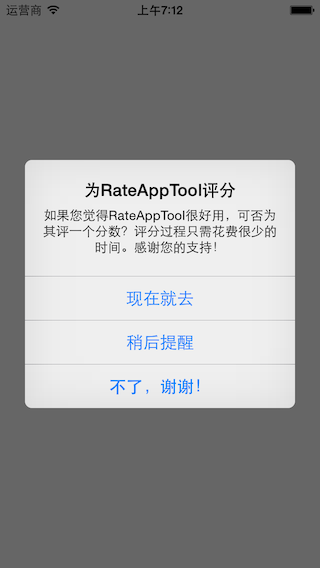 运营商 上午7:12
为RateAppTool评分
如果您觉得RateAppTool很好用，可否为
其评一个分数？评分过程只需花费很少的
时间。感谢您的支持！
现在就去
稍后提醒
不了，谢谢！